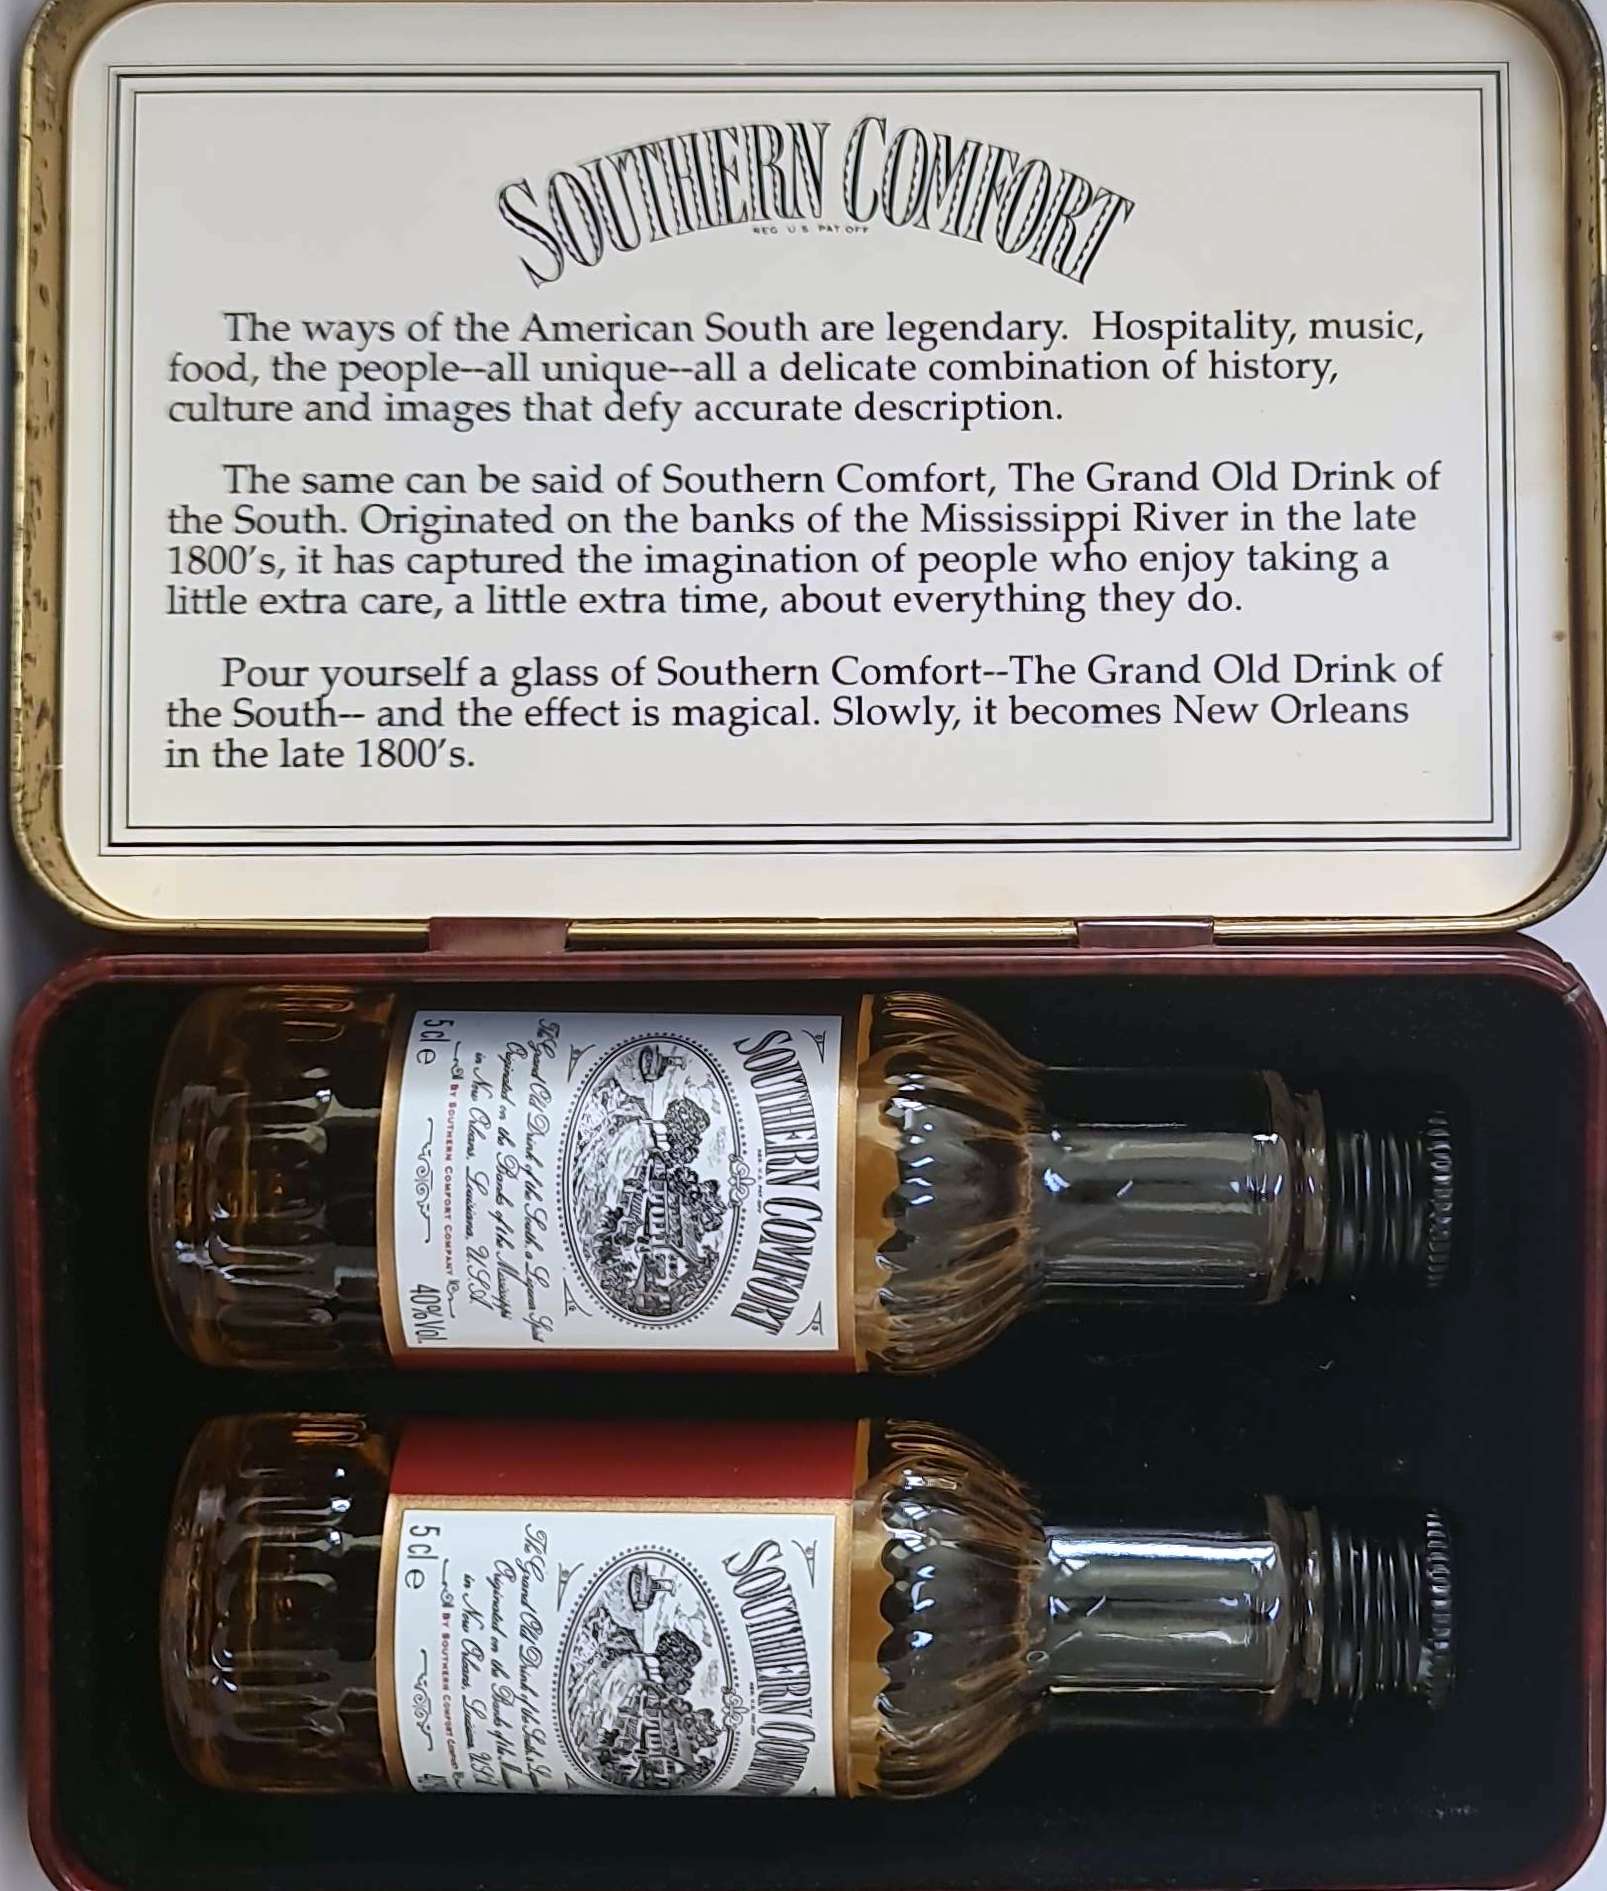 SOUTHERN COMFORT
REG U S PAT OFF
The ways of the American South are legendary. Hospitality, music,
food, the people--all unique--all a delicate combination of history,
culture and images that defy accurate description.
The same can be said of Southern Comfort, The Grand Old Drink of
the South. Originated on the banks of the Mississippi River in the late
1800's, it has captured the imagination of people who enjoy taking a
little extra care, a little extra time, about everything they do.
Pour yourself a glass of Southern Comfort--The Grand Old Drink of
the South-- and the effect is magical. Slowly, it becomes New Orleans
in the late 1800's.
SOUTHERN COMFORT
The Grand Old Drink of the South, a Liqueur Spirit
Originated on the Banks of the Mississippi
in New Orleans, Louisiana, U.S.A.
BY SOUTHERN COMFORT COMPANY
5 cl e 40%Vol.
SOUTHERN COMFORT
The Grand Old Drink of the South, a
Originated on the Banks of the
in New Orleans, Louisiana, U.S.A
BY SOUTHERN COMFORT COMPANY
5 cl e